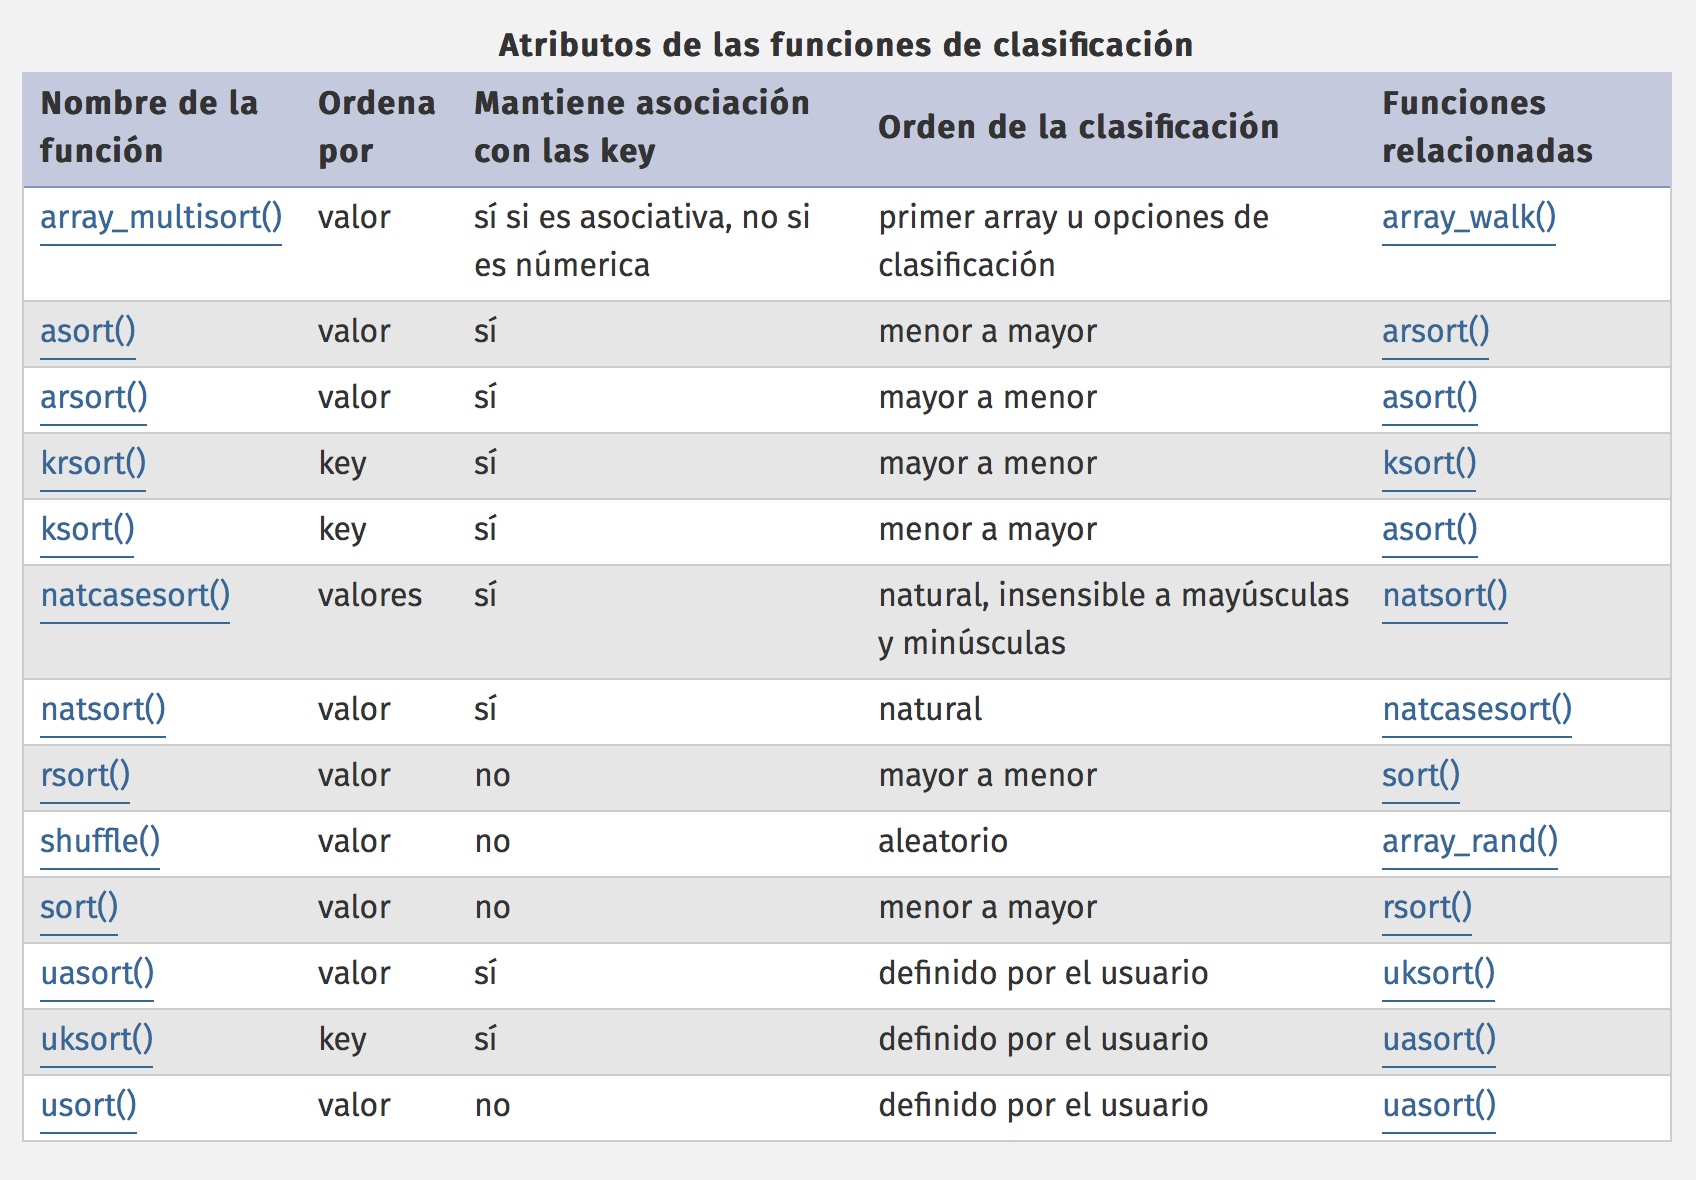 Atributos de las funciones de clasificación
Nombre de la función Ordena por Mantiene asociación con las key Orden de la clasificación Funciones relacionadas
array_multisort() valor sí si es asociativa, no si es númerica primer array u opciones de clasificación array_walk()
asort() valor sí menor a mayor arsort()
arsort() valor sí mayor a menor asort()
krsort() key sí mayor a menor ksort()
ksort() key sí menor a mayor asort()
natcasesort() valores sí natural, insensible a mayúsculas y minúsculas natsort()
natsort() valor sí natural natcasesort()
rsort() valor no mayor a menor sort()
shuffle() valor no aleatorio array_rand()
sort() valor no menor a mayor rsort()
uasort() valor sí definido por el usuario uksort()
uksort() key sí definido por el usuario uasort()
usort() valor no definido por el usuario uasort()